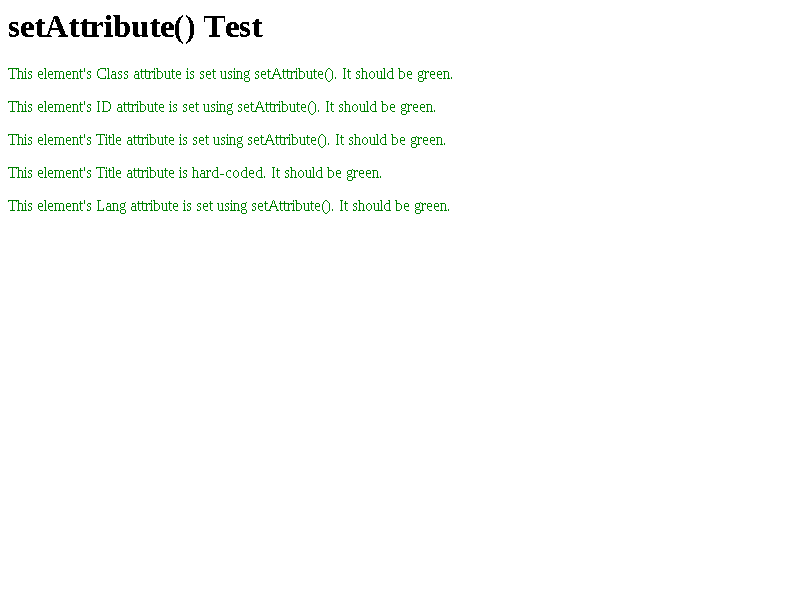 setAttribute() Test
This element's Class attribute is set using setAttribute(). It should be green.
This element's ID attribute is set using setAttribute(). It should be green.
This element's Title attribute is set using setAttribute(). It should be green.
This element's Title attribute is hard-coded. It should be green.
This element's Lang attribute is set using setAttribute(). It should be green.